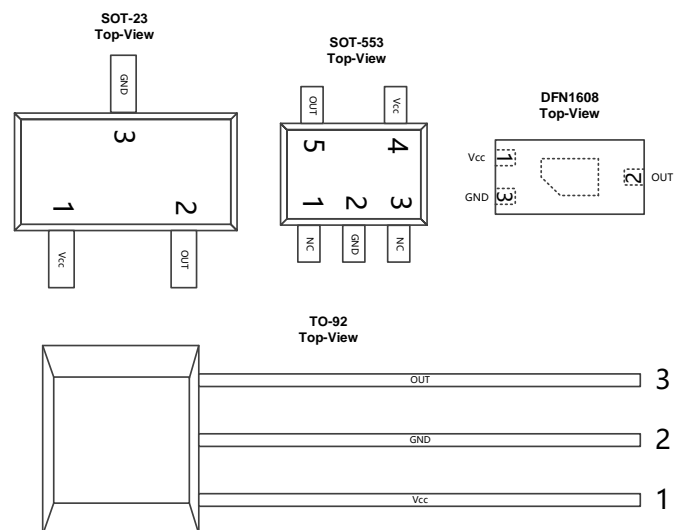 SOT-23
Top-View
GND
3
1
2
Vcc
OUT
SOT-553
Top-View
OUT
Vcc
5
4
1
2
3
NC
GND
NC
DFN1608
Top-View
Vcc
1
GND
3
2
OUT
TO-92
Top-View
OUT
3
GND
2
Vcc
1